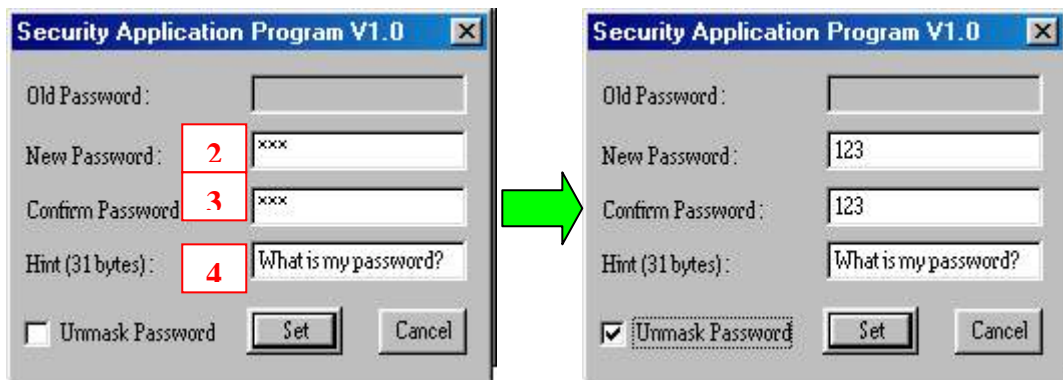 Security Application Program V1.0
Old Password:
New Password: 2 ×××
Confirm Password 3 ×××
Hint (31 bytes): 4 What is my password?
Unmask Password Set Cancel
Security Application Program V1.0
Old Password:
New Password: 123
Confirm Password: 123
Hint (31 bytes): What is my password?
Unmask Password Set Cancel